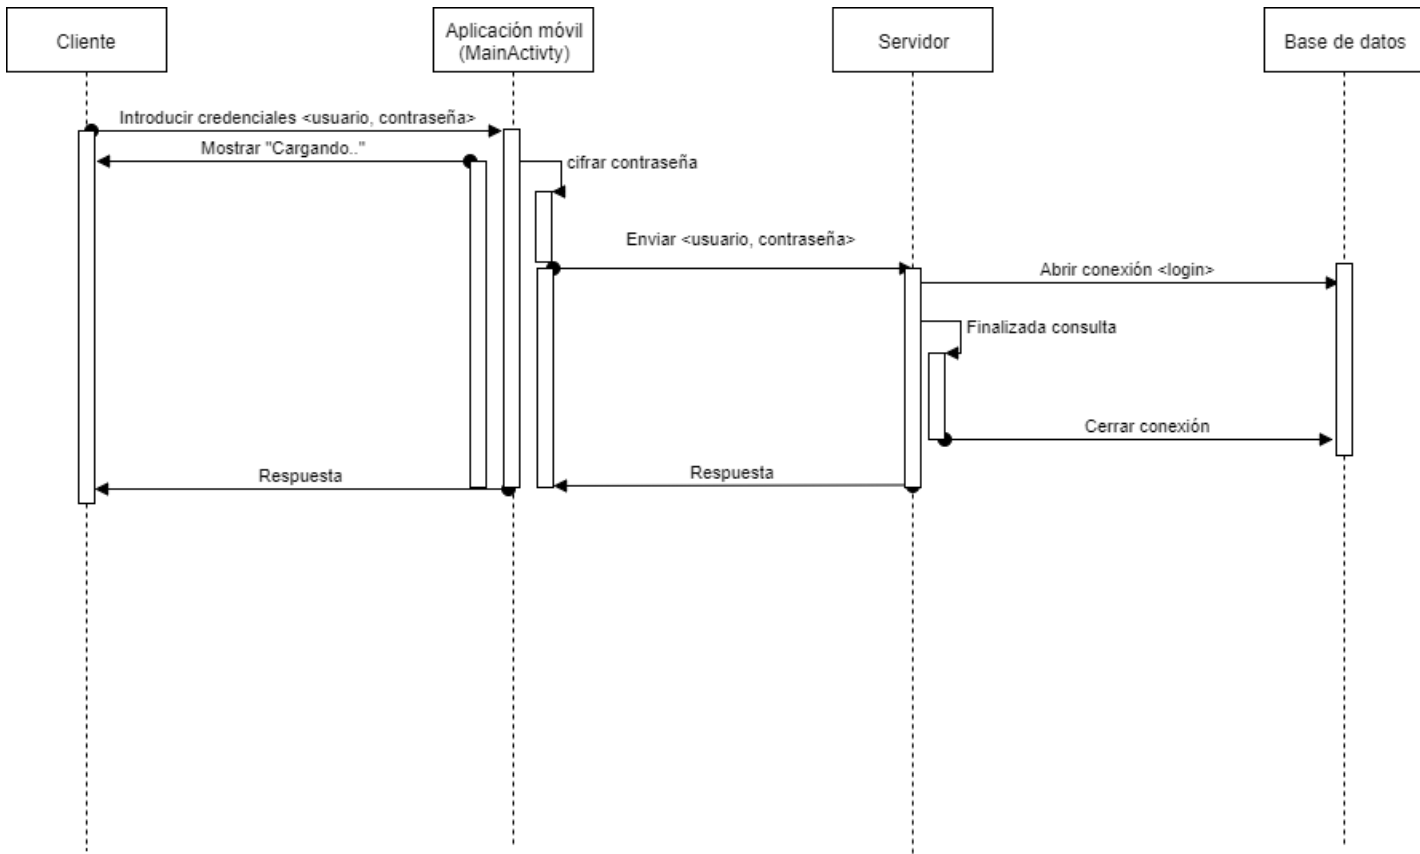 Cliente
Aplicación móvil
(MainActivty)
Servidor
Base de datos
Introducir credenciales <usuario, contraseña>
Mostrar "Cargando.."
cifrar contraseña
Enviar <usuario, contraseña>
Abrir conexión <login>
Finalizada consulta
Cerrar conexión
Respuesta
Respuesta